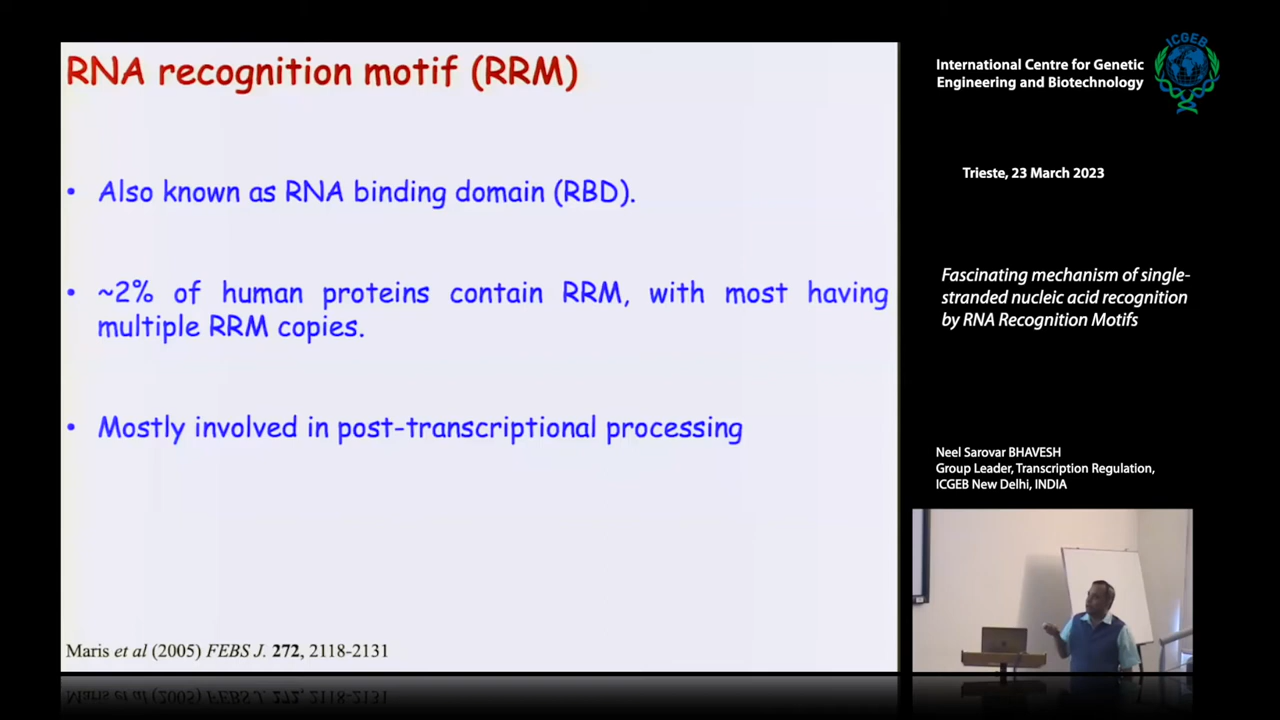 RNA recognition motif (RRM)
• Also known as RNA binding domain (RBD).
• ~2% of human proteins contain RRM, with most having
multiple RRM copies.
• Mostly involved in post-transcriptional processing
Maris et al (2005) FEBS J. 272, 2118-2131
International Centre for Genetic
Engineering and Biotechnology
ICGEB
Trieste, 23 March 2023
Fascinating mechanism of single-
stranded nucleic acid recognition
by RNA Recognition Motifs
Neel Sarovar BHAVESH
Group Leader, Transcription Regulation,
ICGEB New Delhi, INDIA